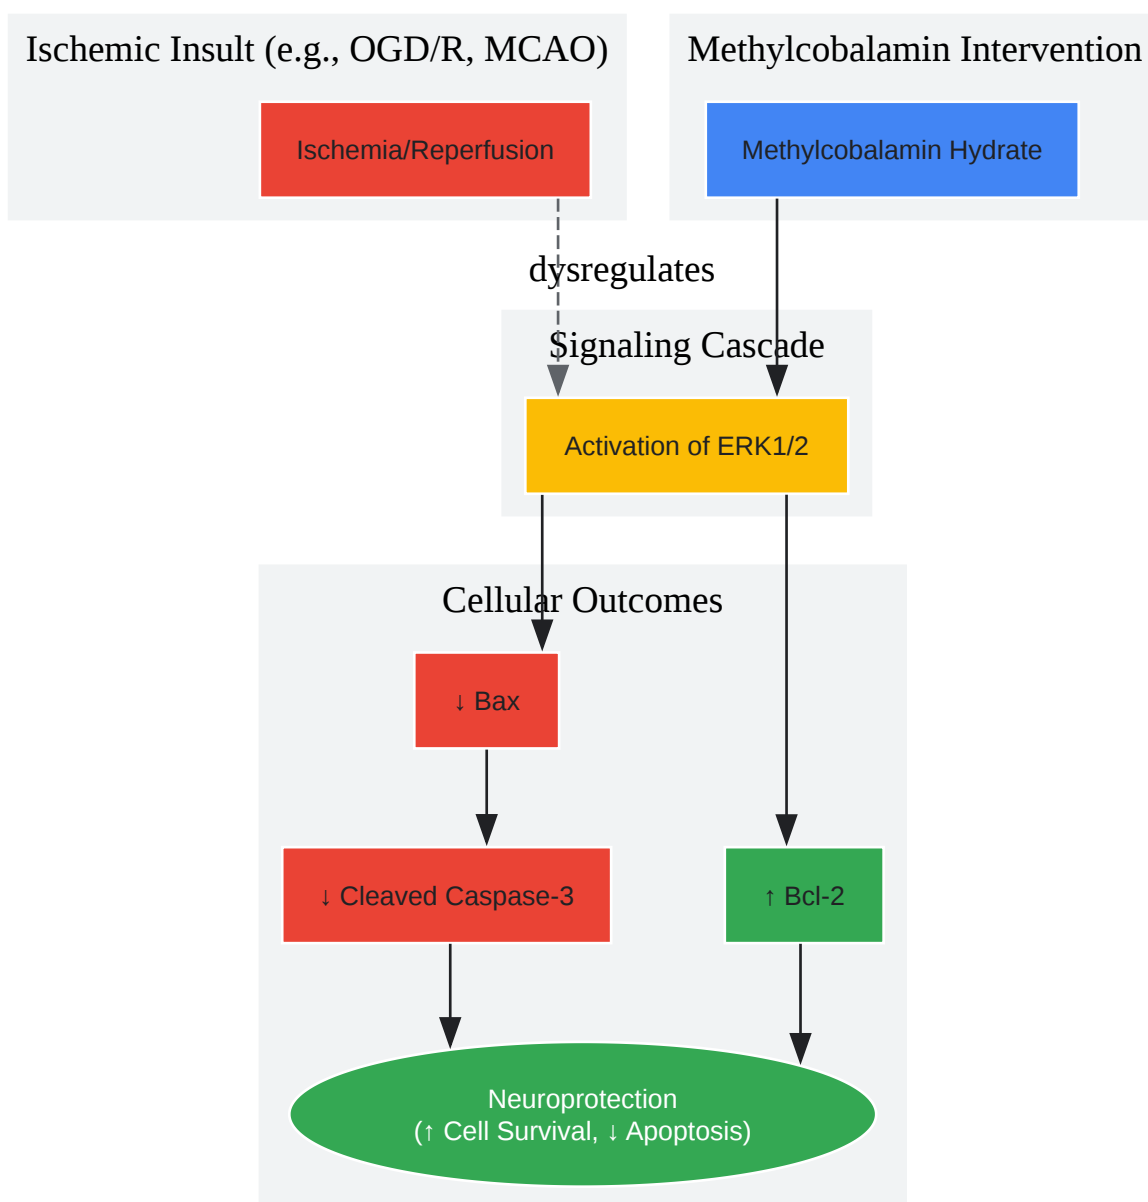 Ischemic Insult (e.g., OGD/R, MCAO)
Methylcobalamin Intervention
Ischemia/Reperfusion
Methylcobalamin Hydrate
dysregulates
Signaling Cascade
Activation of ERK1/2
Cellular Outcomes
↓ Bax
↓ Cleaved Caspase-3
↑ Bcl-2
Neuroprotection
(↑ Cell Survival, ↓ Apoptosis)